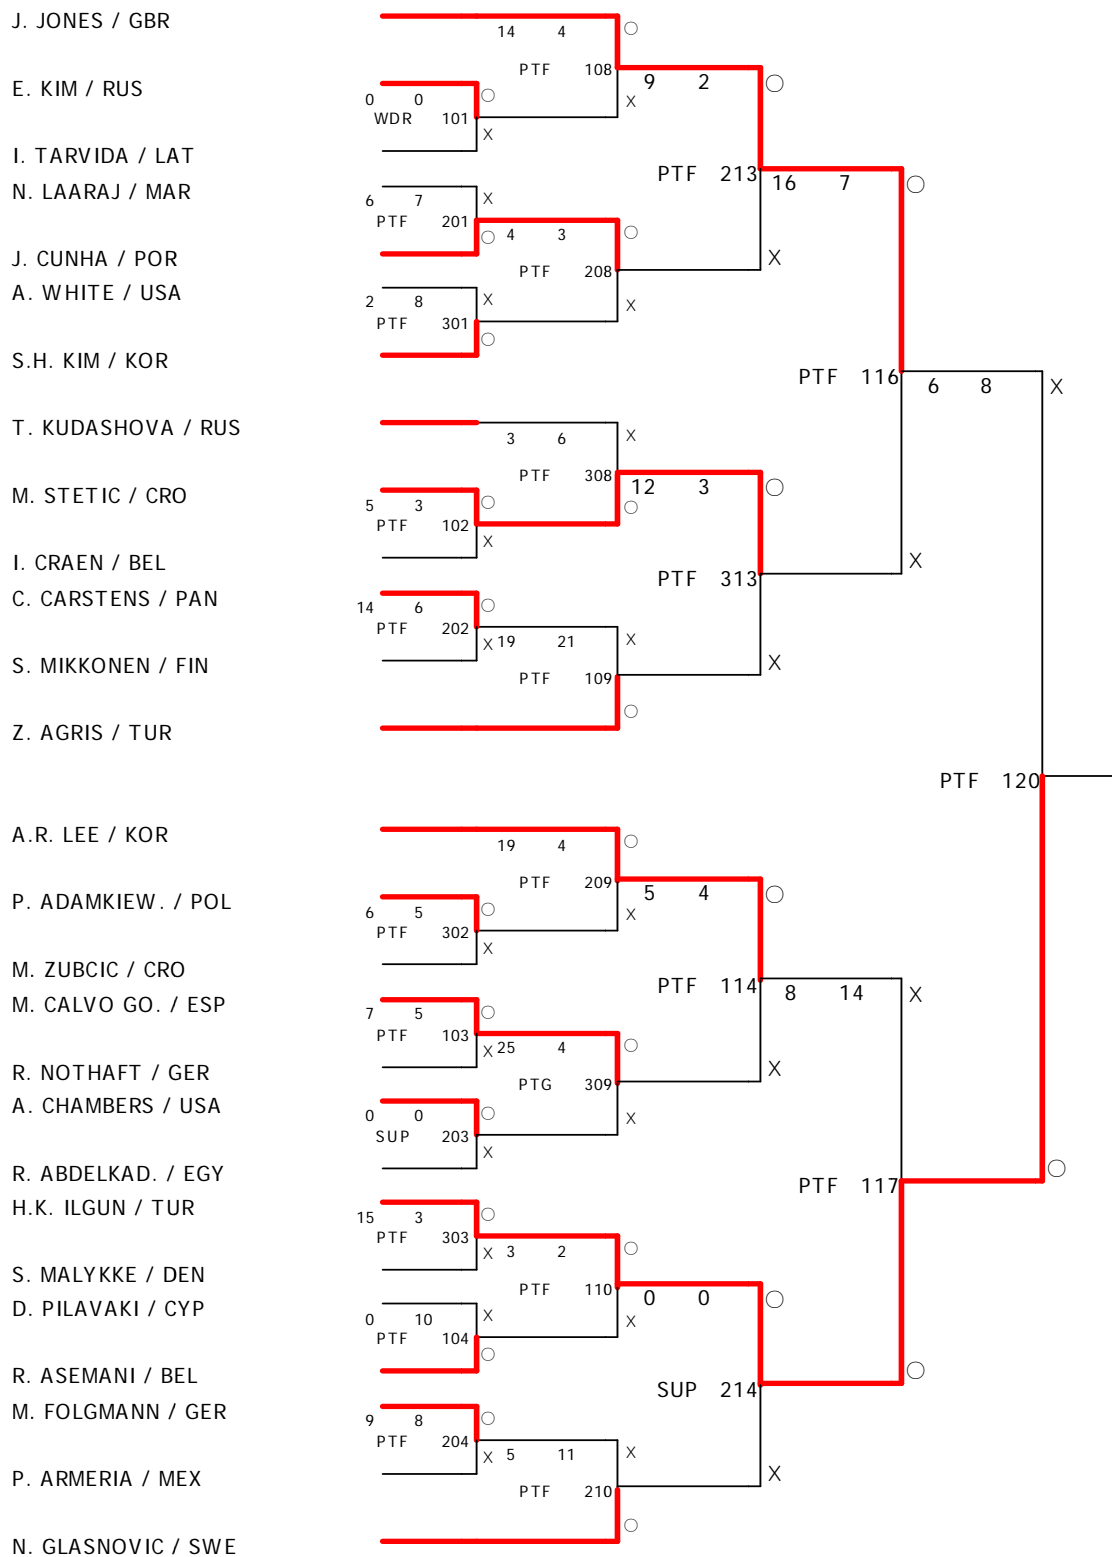 J. JONES / GBR
14 4
PTF 108
9 2
E. KIM / RUS
0 0
WDR 101
X
X
I. TARVIDA / LAT
PTF 213
16 7
N. LAARAJ / MAR
6 7
X
PTF 201
4 3
J. CUNHA / POR
X
PTF 208
A. WHITE / USA
2 8
X
X
PTF 301
S.H. KIM / KOR
PTF 116
6 8
X
T. KUDASHOVA / RUS
3 6
X
PTF 308
12 3
M. STETIC / CRO
5 3
PTF 102
X
I. CRAEN / BEL
X
PTF 313
C. CARSTENS / PAN
14 6
PTF 202
X
19 21
X
S. MIKKONEN / FIN
X
PTF 109
Z. AGRIS / TUR
PTF 120
A.R. LEE / KOR
19 4
PTF 209
5 4
P. ADAMKIEW. / POL
6 5
X
PTF 302
X
M. ZUBCIC / CRO
PTF 114
8 14
X
M. CALVO GO. / ESP
7 5
PTF 103
X
25 4
R. NOTHAFT / GER
X
PTG 309
A. CHAMBERS / USA
0 0
X
SUP 203
X
R. ABDELKAD. / EGY
PTF 117
H.K. ILGUN / TUR
15 3
PTF 303
X
3 2
S. MALYKKE / DEN
PTF 110
0 0
D. PILAVAKI / CYP
0 10
X
X
PTF 104
R. ASEMANI / BEL
SUP 214
M. FOLGMANN / GER
9 8
PTF 204
X
5 11
X
P. ARMERIA / MEX
X
PTF 210
N. GLASNOVIC / SWE